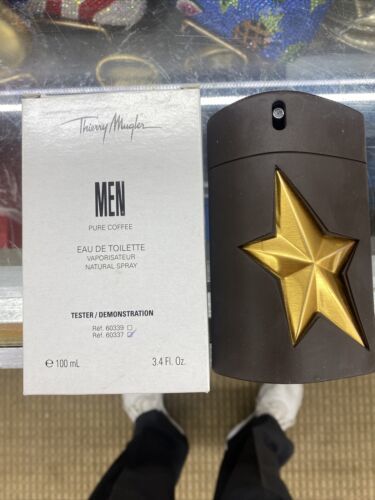 Thierry Mugler
MEN
PURE COFFEE
EAU DE TOILETTE
VAPORISATEUR
NATURAL SPRAY
TESTER / DEMONSTRATION
Réf. 60339 ☐
Réf. 60337 ☑
℮ 100 mL 3.4 Fl. Oz.